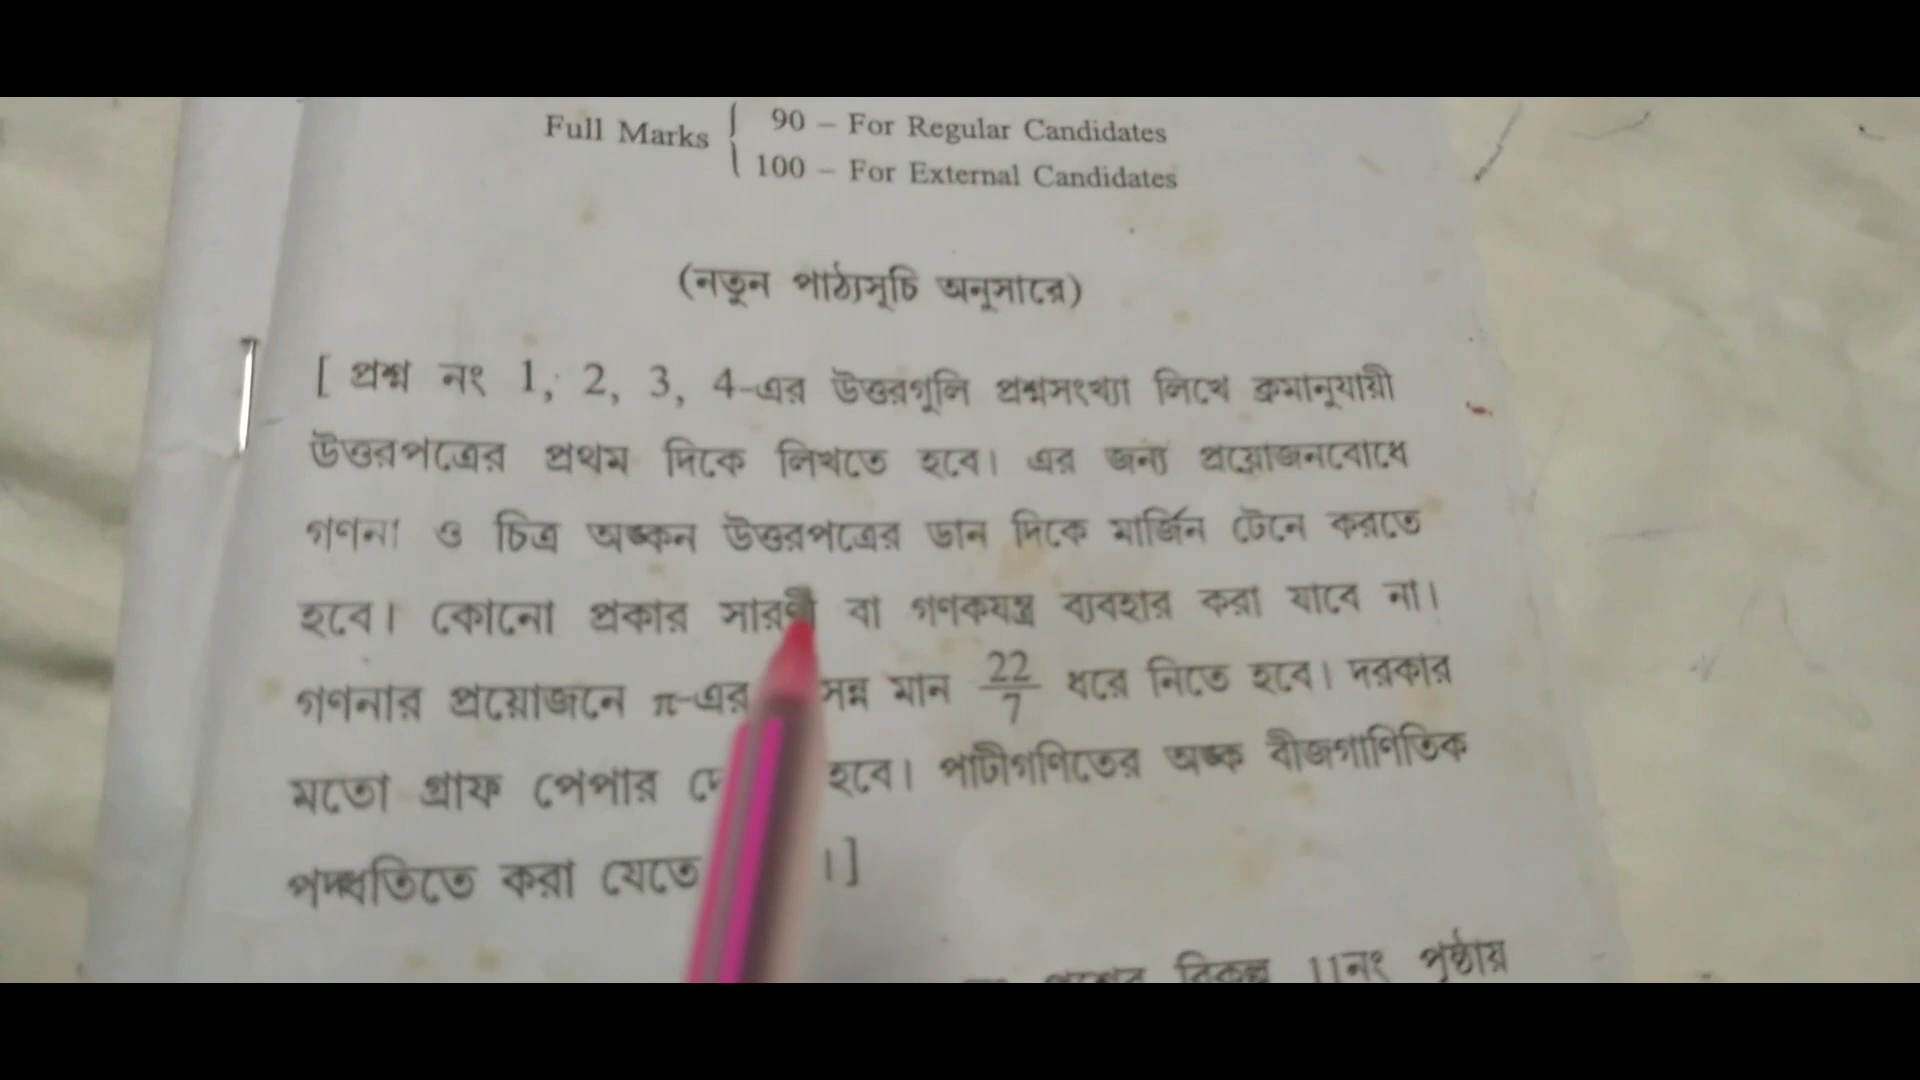 Full Marks { 90 – For Regular Candidates
100 – For External Candidates
(নতুন পাঠ্যসূচি অনুসারে)
[ প্রশ্ন নং 1, 2, 3, 4-এর উত্তরগুলি প্রশ্নসংখ্যা লিখে ক্রমানুযায়ী
উত্তরপত্রের প্রথম দিকে লিখতে হবে। এর জন্য প্রয়োজনবোধে
গণনা ও চিত্র অঙ্কন উত্তরপত্রের ডান দিকে মার্জিন টেনে করতে
হবে। কোনো প্রকার সারণী বা গণকযন্ত্র ব্যবহার করা যাবে না।
গণনার প্রয়োজনে π-এর সন্ন মান 22/7 ধরে নিতে হবে। দরকার
মতো গ্রাফ পেপার হবে। পাটীগণিতের অঙ্ক বীজগাণিতিক
পদ্ধতিতে করা যেতে ।]
বিকল্প 11নং পৃষ্ঠায়